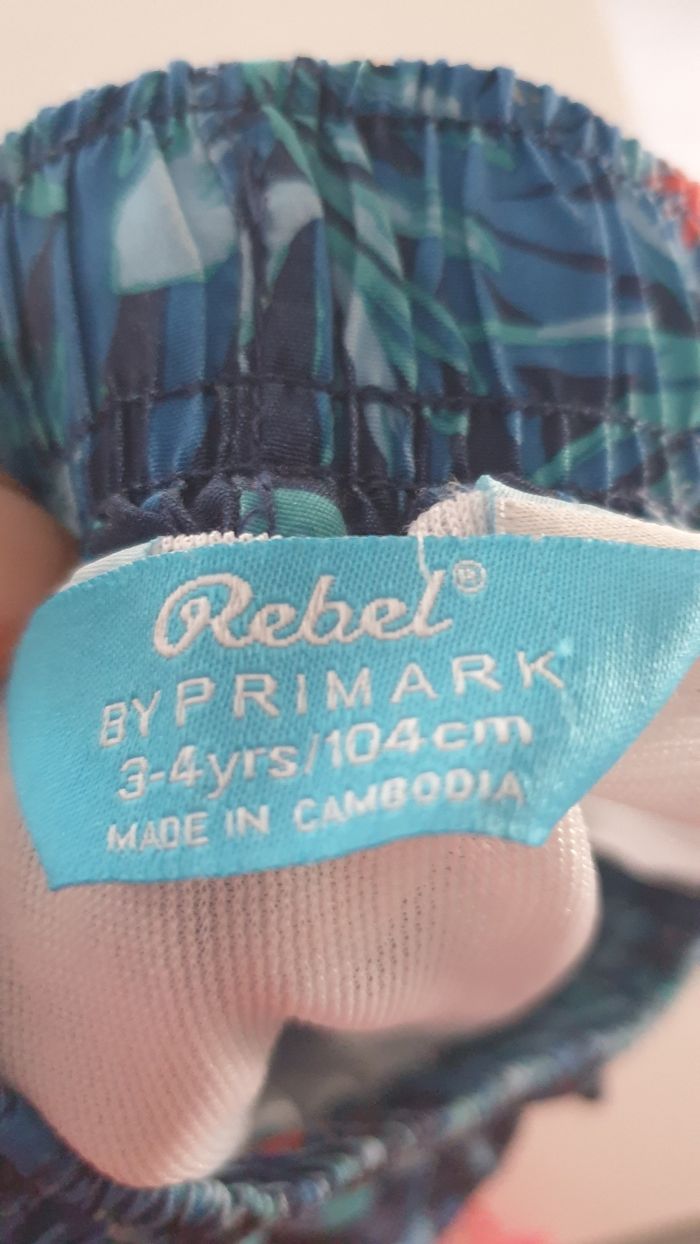 Rebel®
BY PRIMARK
3-4yrs/104cm
MADE IN CAMBODIA